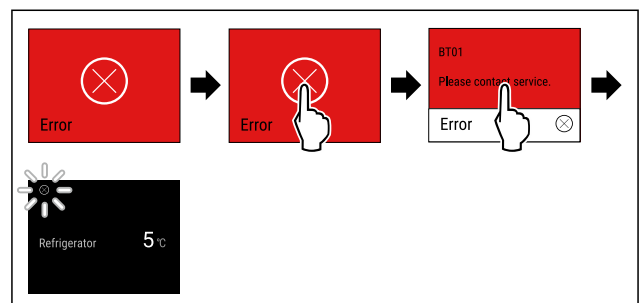 Error
Error
BT01
Please contact service.
Error
Refrigerator 5 °C